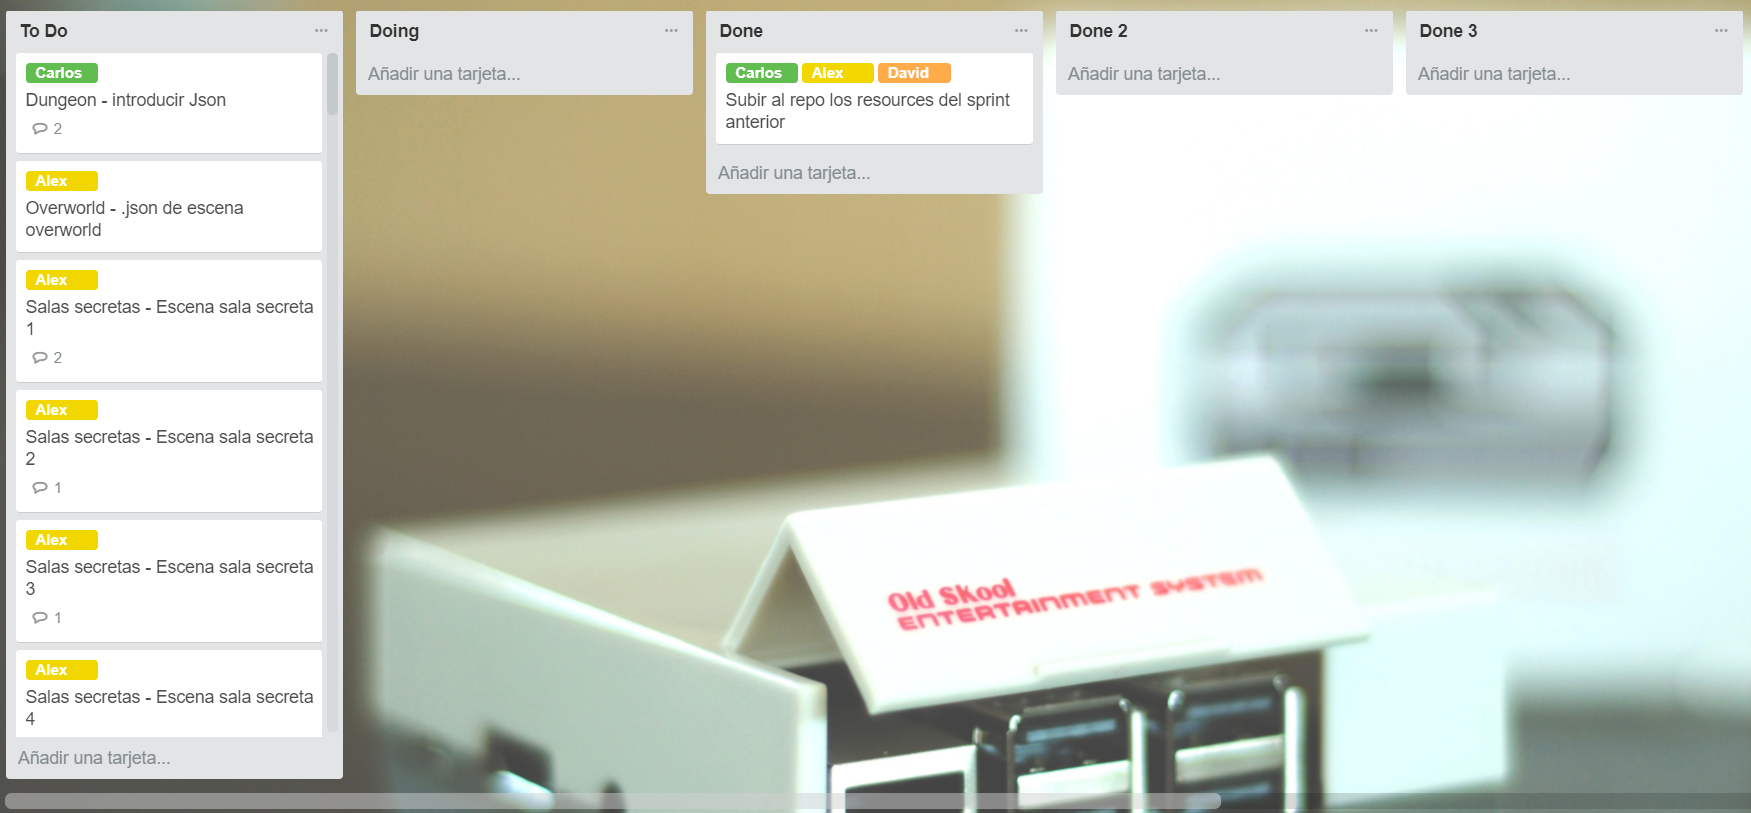 To Do
Carlos
Dungeon - introducir Json
2
Alex
Overworld - .json de escena
overworld
Alex
Salas secretas - Escena sala secreta
1
2
Alex
Salas secretas - Escena sala secreta
2
1
Alex
Salas secretas - Escena sala secreta
3
1
Alex
Salas secretas - Escena sala secreta
4
Añadir una tarjeta...
Doing
Añadir una tarjeta...
Done
Carlos Alex David
Subir al repo los resources del sprint
anterior
Añadir una tarjeta...
Done 2
Añadir una tarjeta...
Done 3
Añadir una tarjeta...
Old SKool
ENTERTAINMENT SYSTEM